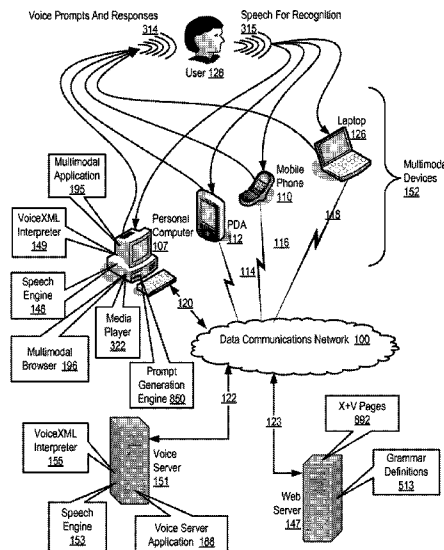 Voice Prompts And Responses
314
Speech For Recognition
315
User 128
Laptop
126
Multimodal
Application
195
Mobile
Phone
110
Multimodal
Devices
152
VoiceXML
Interpreter
149
Personal
Computer
107
PDA
112
118
116
114
Speech
Engine
148
Media
Player
322
120
Multimodal
Browser
196
Prompt
Generation
Engine 850
Data Communications Network 100
122
123
X+V Pages
892
VoiceXML
Interpreter
156
Voice
Server
151
Grammar
Definitions
513
Web
Server
147
Speech
Engine
153
Voice Server
Application 188